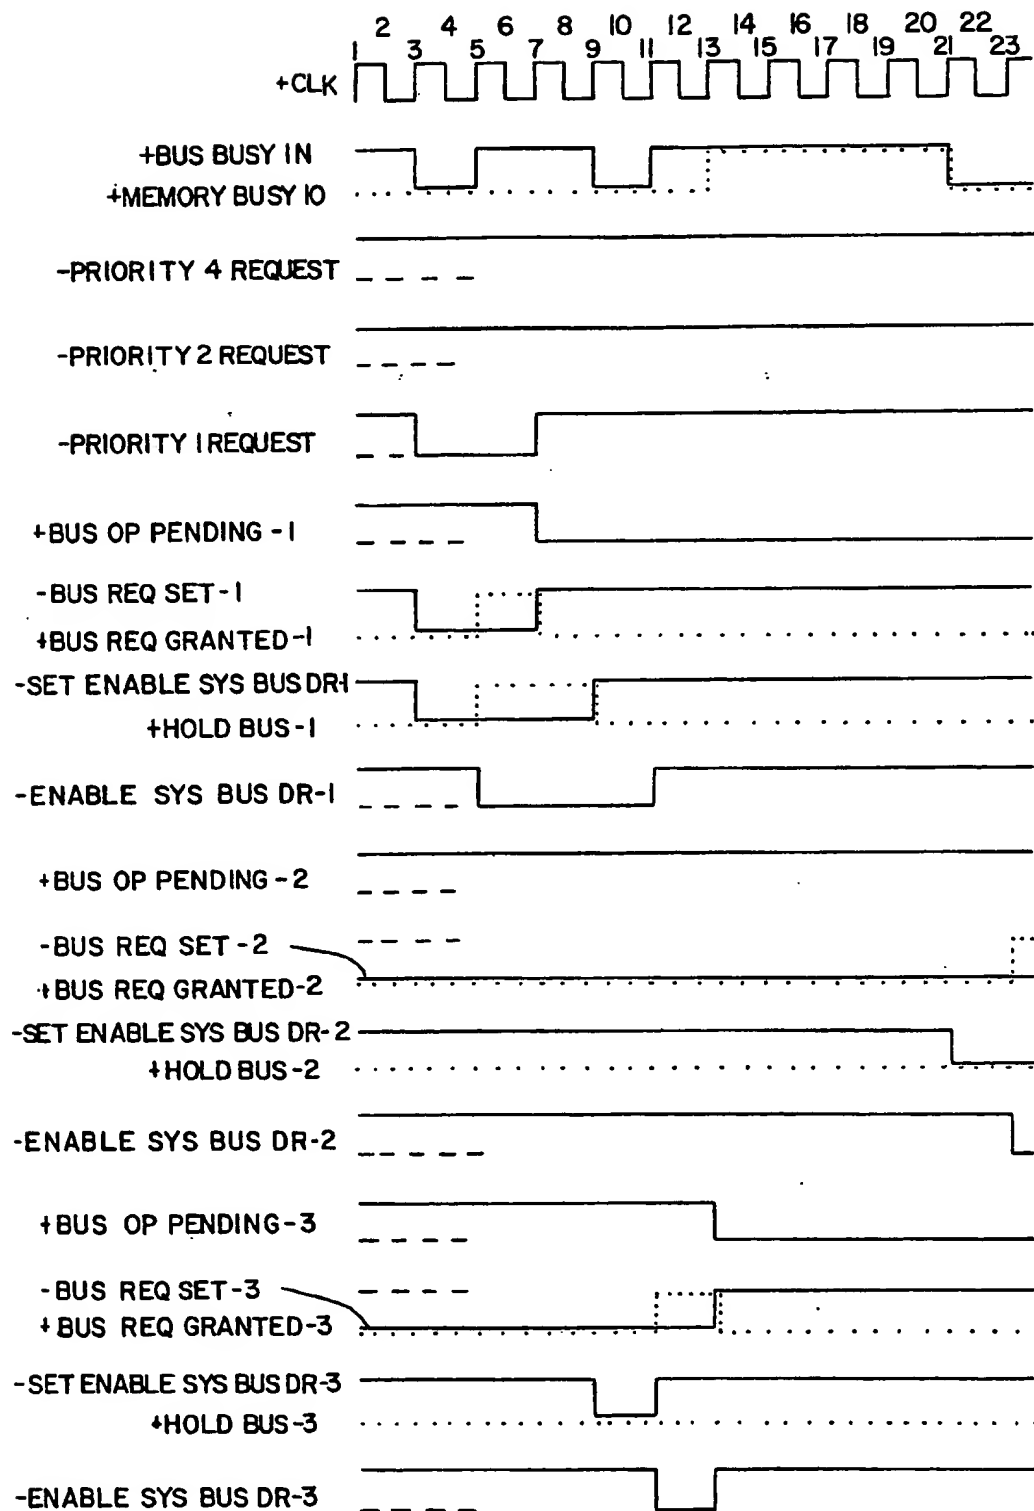 2 4 6 8 10 12 14 16 18 20 22
1 3 5 7 9 11 13 15 17 19 21 23
+CLK
+BUS BUSY IN
+MEMORY BUSY 10
-PRIORITY 4 REQUEST
-PRIORITY 2 REQUEST
-PRIORITY 1 REQUEST
+BUS OP PENDING -1
-BUS REQ SET-1
+BUS REQ GRANTED-1
-SET ENABLE SYS BUS DR-1
+HOLD BUS-1
-ENABLE SYS BUS DR-1
+BUS OP PENDING-2
-BUS REQ SET-2
+BUS REQ GRANTED-2
-SET ENABLE SYS BUS DR-2
+HOLD BUS-2
-ENABLE SYS BUS DR-2
+BUS OP PENDING-3
-BUS REQ SET-3
+BUS REQ GRANTED-3
-SET ENABLE SYS BUS DR-3
+HOLD BUS-3
-ENABLE SYS BUS DR-3